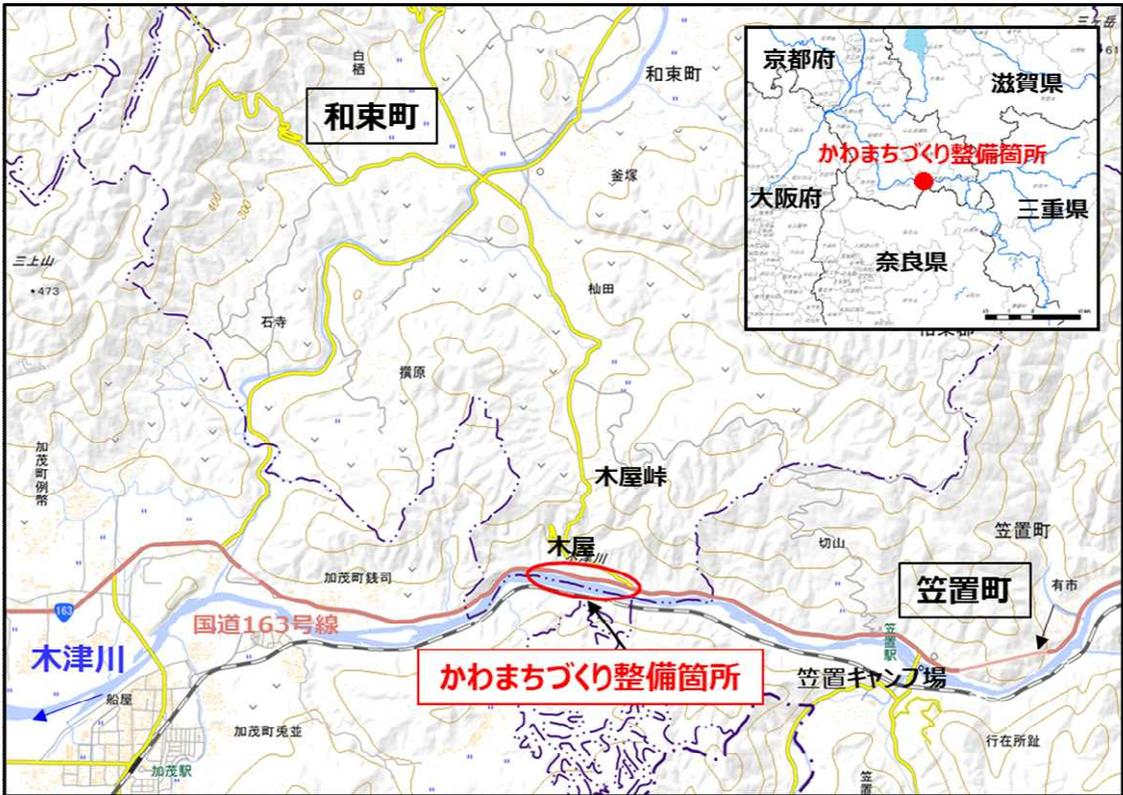 三ヶ岳
白栖
和束町
和束町
京都府
滋賀県
かわまちづくり整備箇所
大阪府
三重県
奈良県
釜塚
400
300
三上山
・473
杣田
石寺
撰原
加茂町例幣
木屋峠
木屋
木津川
加茂町銭司
切山
笠置町
笠置町
有市
163
国道163号線
木津川
笠置駅
かわまちづくり整備箇所
笠置キャンプ場
船屋
加茂町兎並
加茂駅
行在所趾
笠置